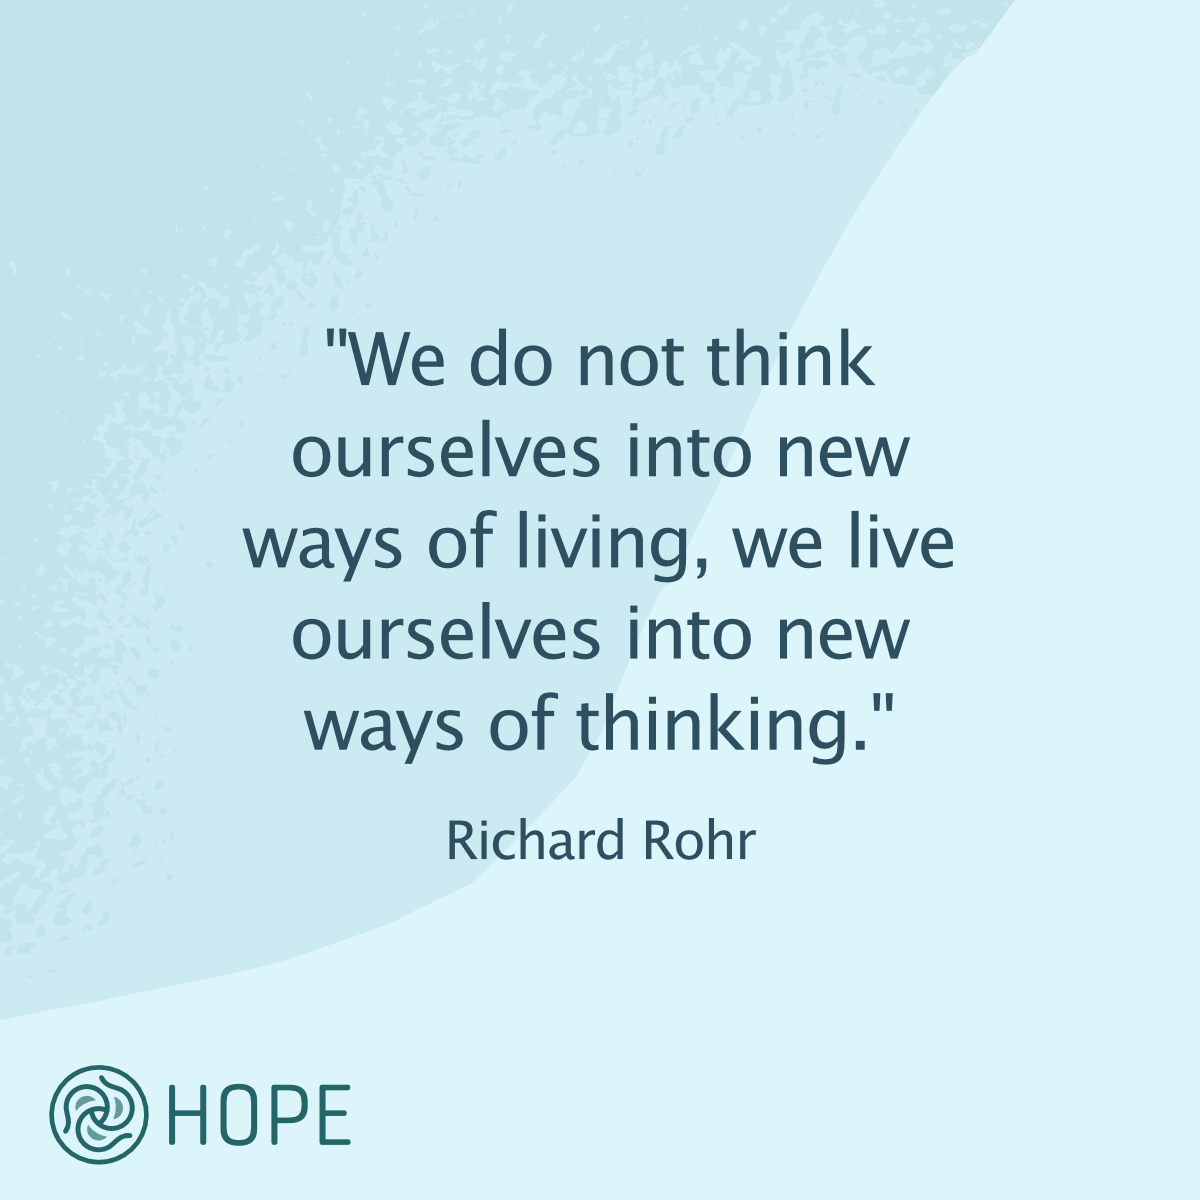 "We do not think
ourselves into new
ways of living, we live
ourselves into new
ways of thinking."
Richard Rohr
HOPE